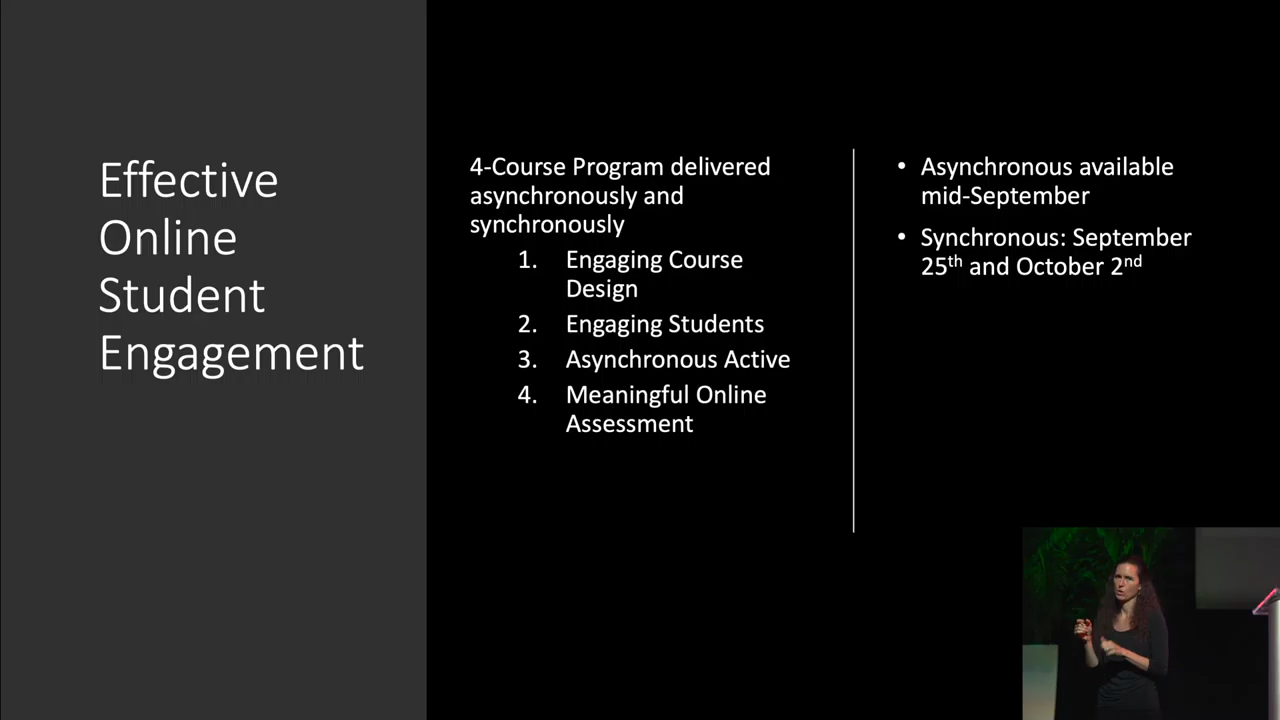 Effective
Online
Student
Engagement
4-Course Program delivered
asynchronously and
synchronously
1. Engaging Course
Design
2. Engaging Students
3. Asynchronous Active
4. Meaningful Online
Assessment
• Asynchronous available
mid-September
• Synchronous: September
25th and October 2nd